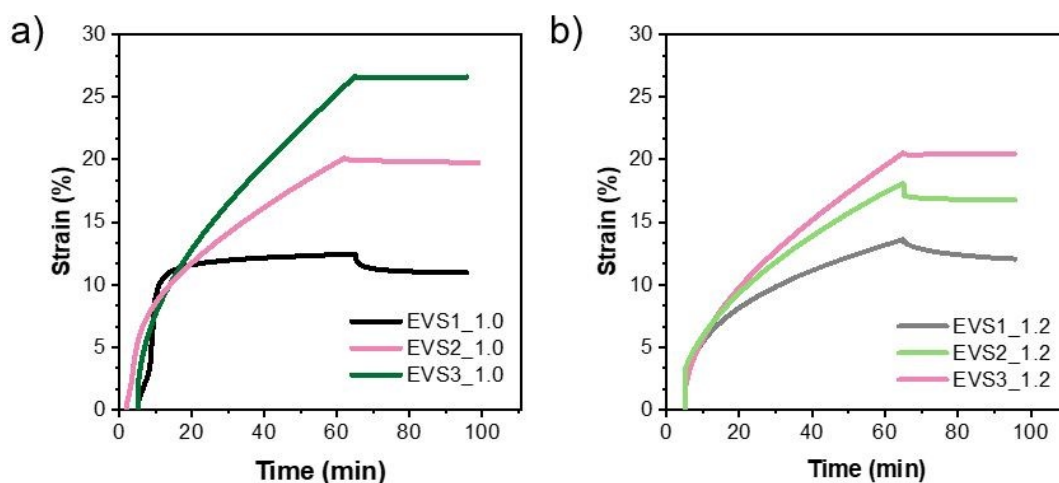 a)
Strain (%)
30
25
20
15
10
5
0
0 20 40 60 80 100
Time (min)
EVS1_1.0
EVS2_1.0
EVS3_1.0
b)
Strain (%)
30
25
20
15
10
5
0
0 20 40 60 80 100
Time (min)
EVS1_1.2
EVS2_1.2
EVS3_1.2